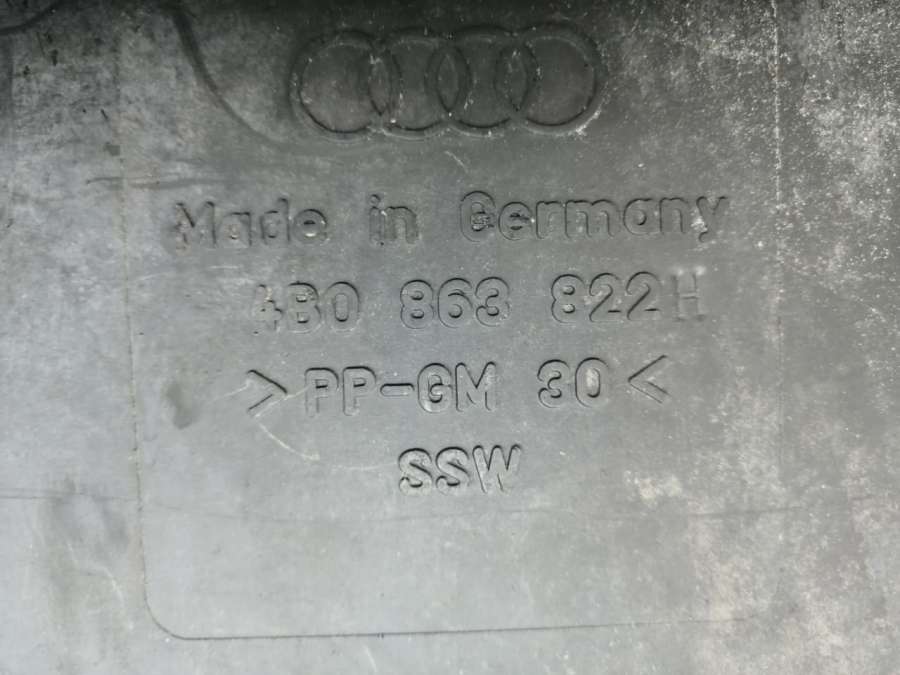 Made in Germany
4B0 863 822H
>PP-GM 30<
SSW